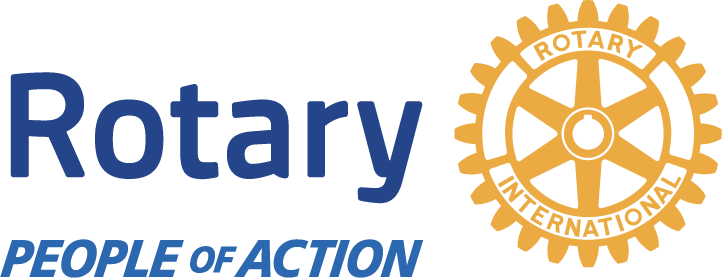 Rotary
PEOPLE OF ACTION
ROTARY
INTERNATIONAL